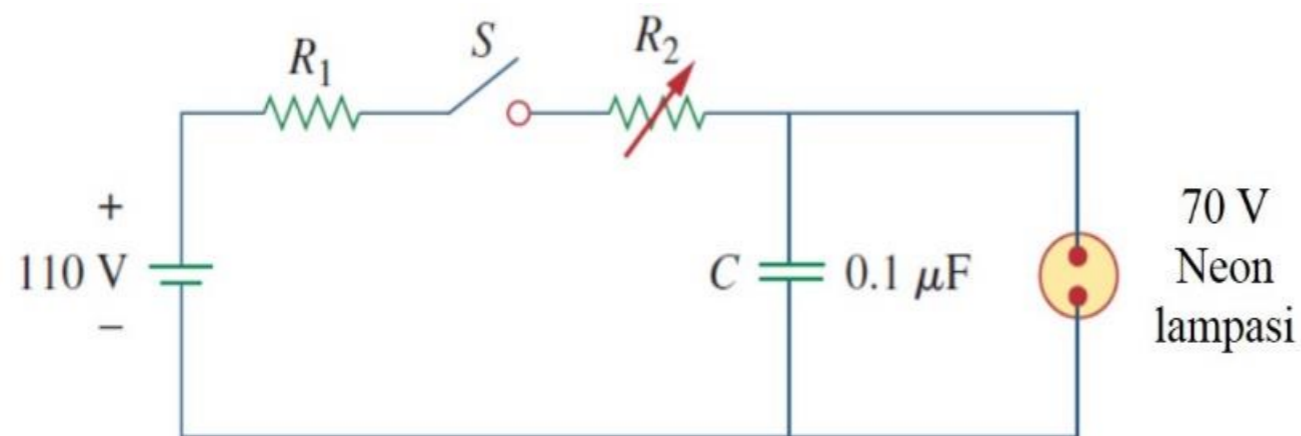 R₁
S
R₂
+
110 V
−
C
0.1 μF
70 V
Neon
lampasi